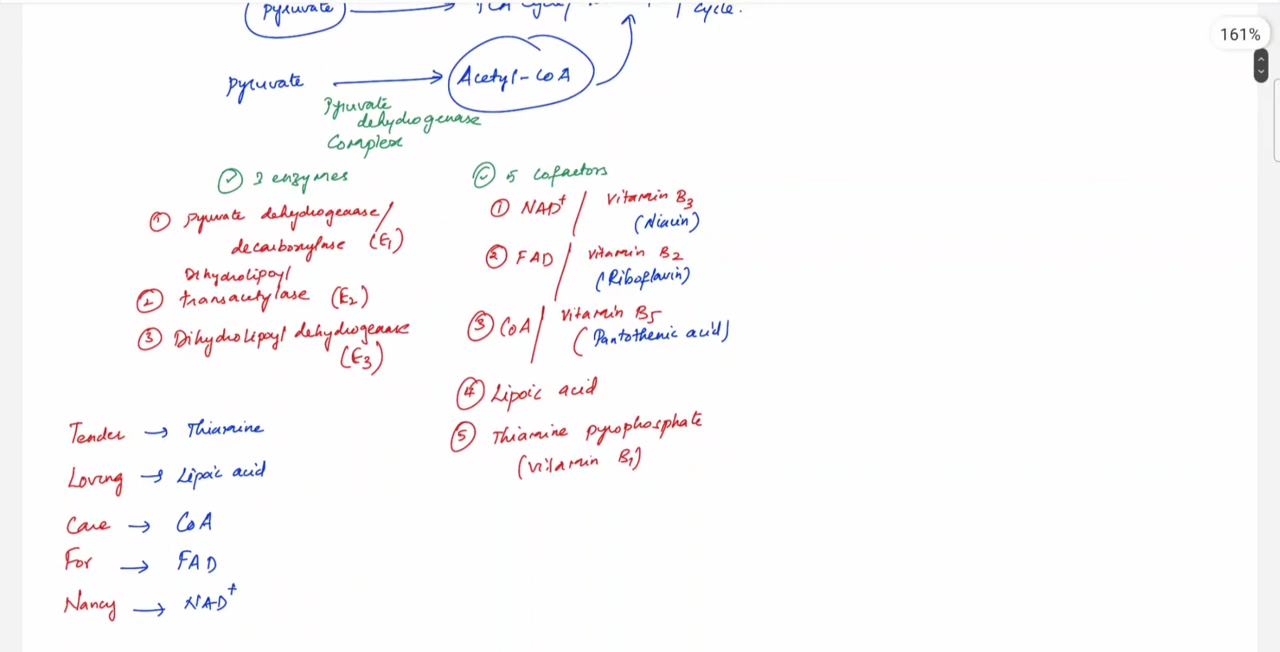 161%
Pyruvate cycle.
Pyruvate Acetyl-CoA
Pyruvate
dehydrogenase
Complex
3 enzymes
① Pyruvate dehydrogenase/
decarboxylase (E1)
Dihydrolipoyl
② transacetylase (E2)
③ Dihydrolipoyl dehydrogenase
(E3)
5 Cofactors
① NAD+ / Vitamin B3
(Niacin)
② FAD / Vitamin B2
(Riboflavin)
③ CoA / Vitamin B5
(Pantothenic acid)
④ Lipoic acid
⑤ Thiamine pyrophosphate
(Vitamin B1)
Tender → Thiamine
Loving → Lipoic acid
Care → CoA
For → FAD
Nancy → NAD+